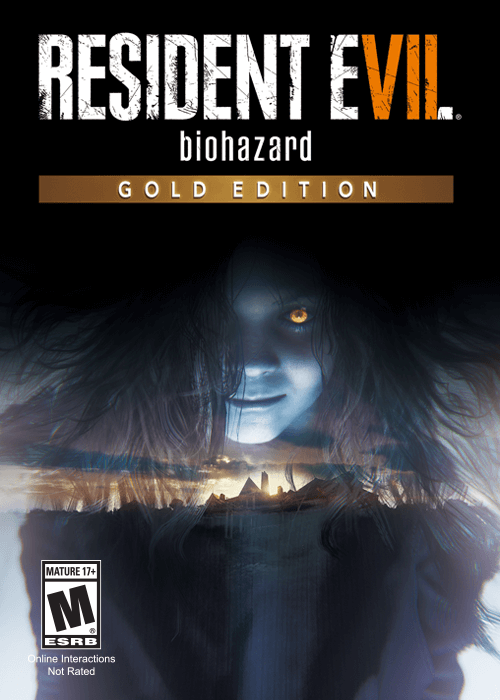 RESIDENT EVII.
biohazard
GOLD EDITION
MATURE 17+
M
®
ESRB
Online Interactions
Not Rated